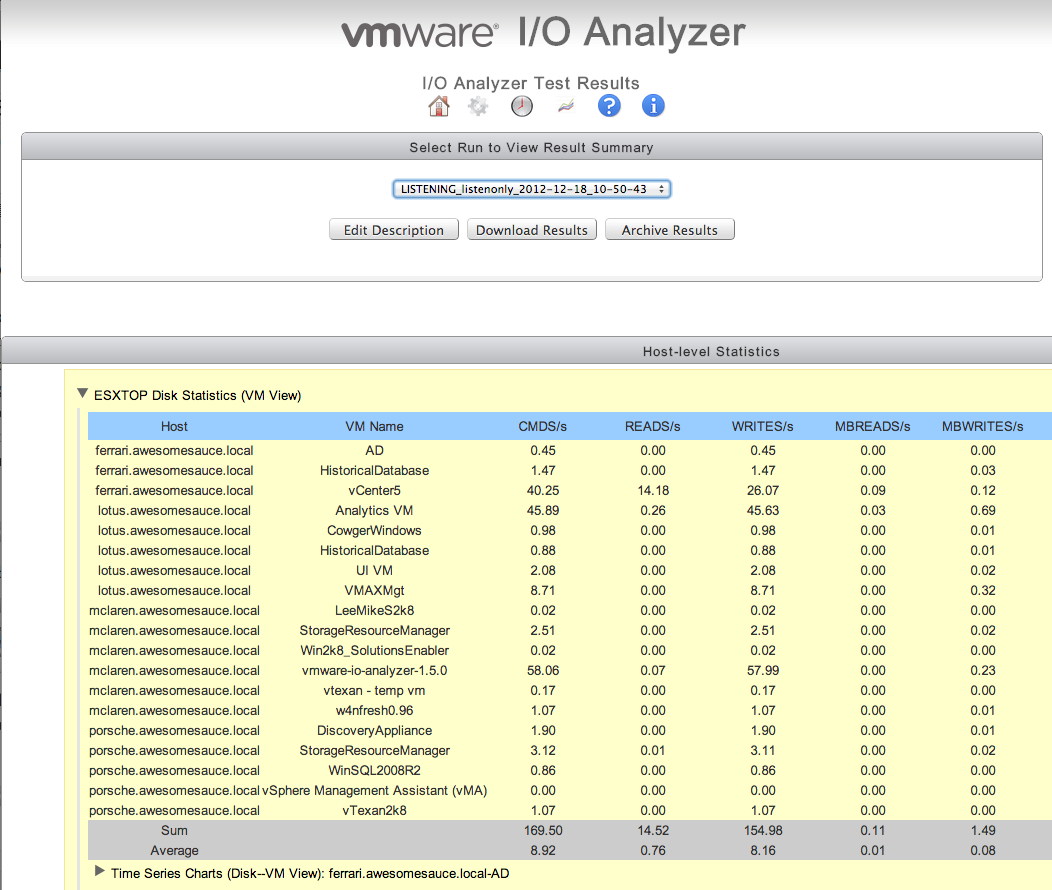 vmware® I/O Analyzer
I/O Analyzer Test Results
Select Run to View Result Summary
LISTENING_listenonly_2012-12-18_10-50-43
Edit Description Download Results Archive Results
Host-level Statistics
ESXTOP Disk Statistics (VM View)
Host VM Name CMDS/s READS/s WRITES/s MBREADS/s MBWRITES/s
ferrari.awesomesauce.local AD 0.45 0.00 0.45 0.00 0.00
ferrari.awesomesauce.local HistoricalDatabase 1.47 0.00 1.47 0.00 0.03
ferrari.awesomesauce.local vCenter5 40.25 14.18 26.07 0.09 0.12
lotus.awesomesauce.local Analytics VM 45.89 0.26 45.63 0.03 0.69
lotus.awesomesauce.local CowgerWindows 0.98 0.00 0.98 0.00 0.01
lotus.awesomesauce.local HistoricalDatabase 0.88 0.00 0.88 0.00 0.01
lotus.awesomesauce.local UI VM 2.08 0.00 2.08 0.00 0.02
lotus.awesomesauce.local VMAXMgt 8.71 0.00 8.71 0.00 0.32
mclaren.awesomesauce.local LeeMikeS2k8 0.02 0.00 0.02 0.00 0.00
mclaren.awesomesauce.local StorageResourceManager 2.51 0.00 2.51 0.00 0.02
mclaren.awesomesauce.local Win2k8_SolutionsEnabler 0.02 0.00 0.02 0.00 0.00
mclaren.awesomesauce.local vmware-io-analyzer-1.5.0 58.06 0.07 57.99 0.00 0.23
mclaren.awesomesauce.local vtexan - temp vm 0.17 0.00 0.17 0.00 0.00
mclaren.awesomesauce.local w4nfresh0.96 1.07 0.00 1.07 0.00 0.01
porsche.awesomesauce.local DiscoveryAppliance 1.90 0.00 1.90 0.00 0.01
porsche.awesomesauce.local StorageResourceManager 3.12 0.01 3.11 0.00 0.02
porsche.awesomesauce.local WinSQL2008R2 0.86 0.00 0.86 0.00 0.00
porsche.awesomesauce.local vSphere Management Assistant (vMA) 0.00 0.00 0.00 0.00 0.00
porsche.awesomesauce.local vTexan2k8 1.07 0.00 1.07 0.00 0.00
Sum 169.50 14.52 154.98 0.11 1.49
Average 8.92 0.76 8.16 0.01 0.08
Time Series Charts (Disk--VM View): ferrari.awesomesauce.local-AD